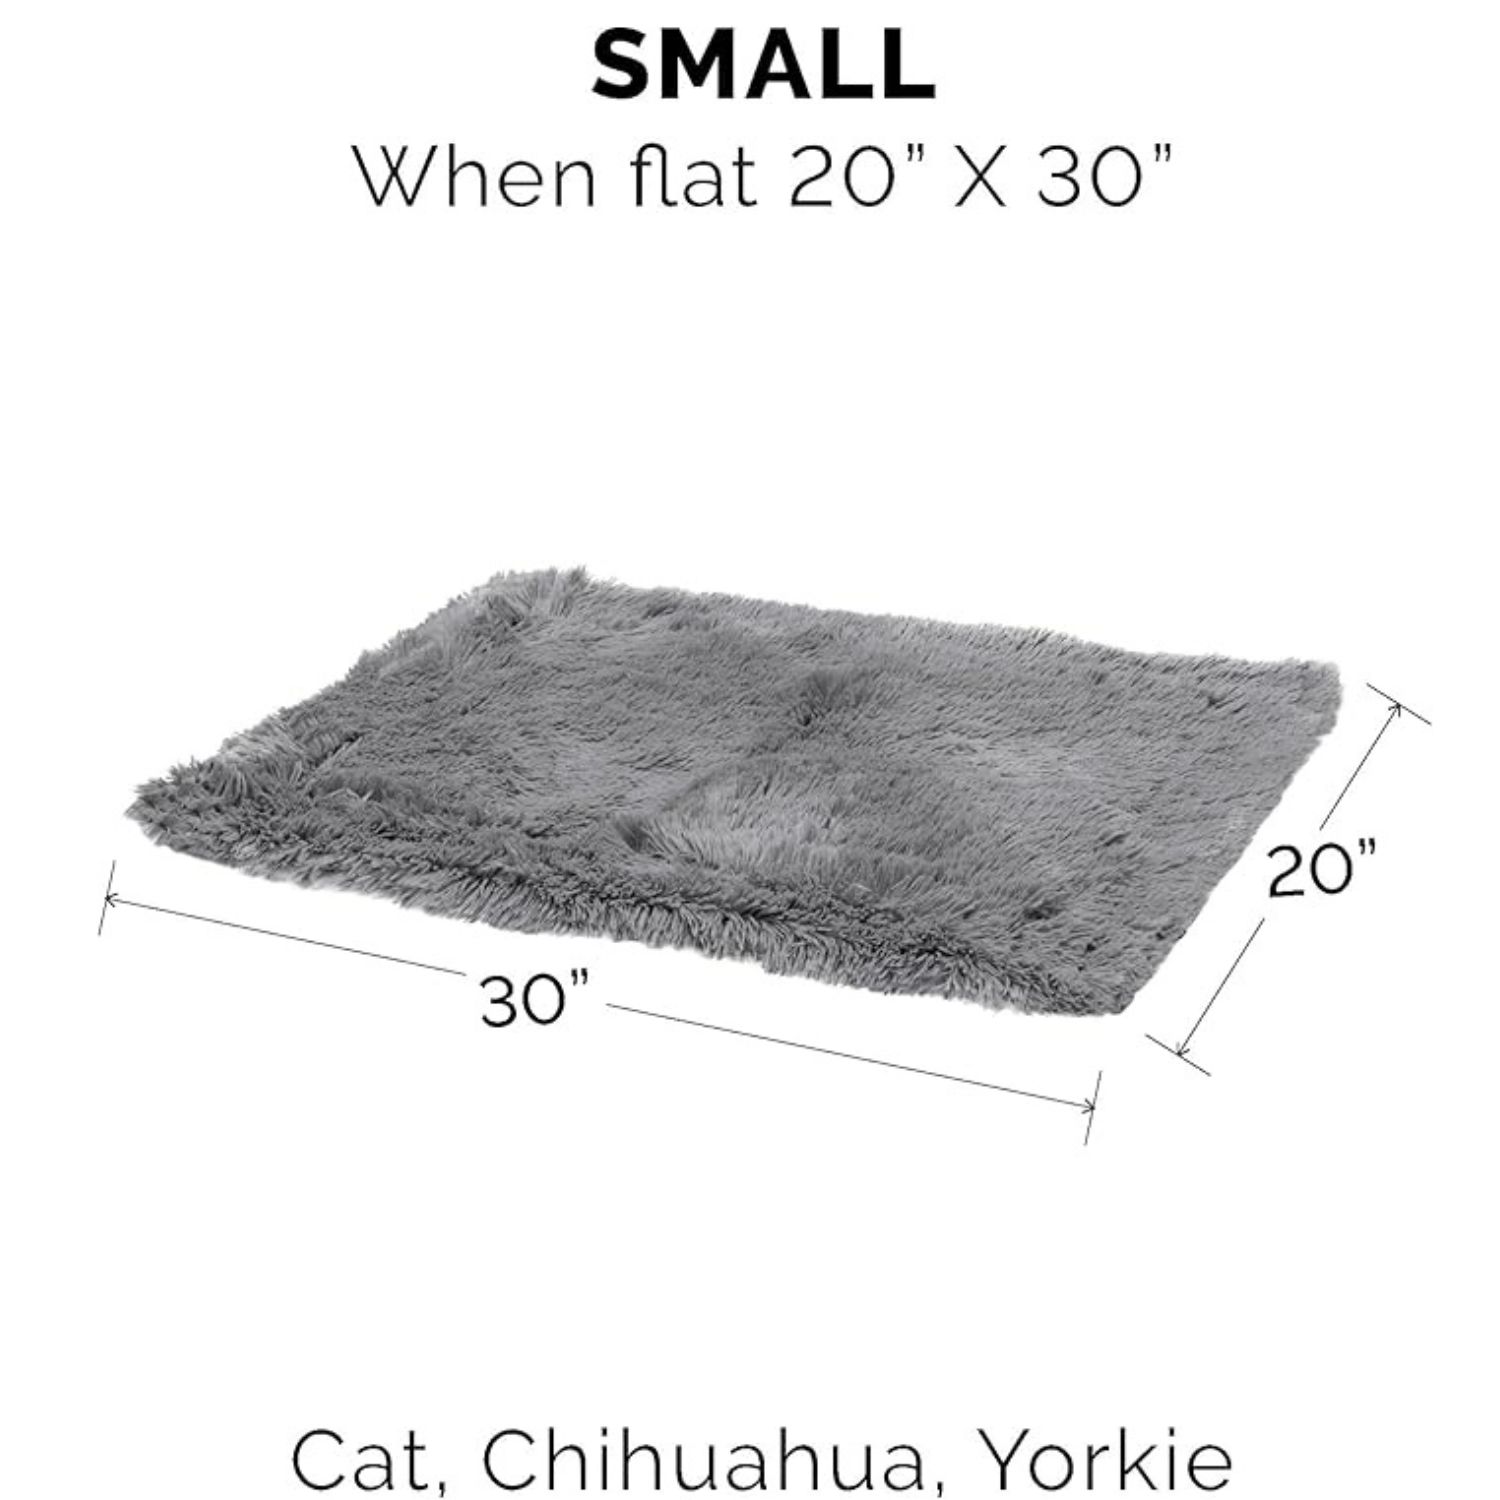 SMALL
When flat 20” X 30”
20”
30”
Cat, Chihuahua, Yorkie